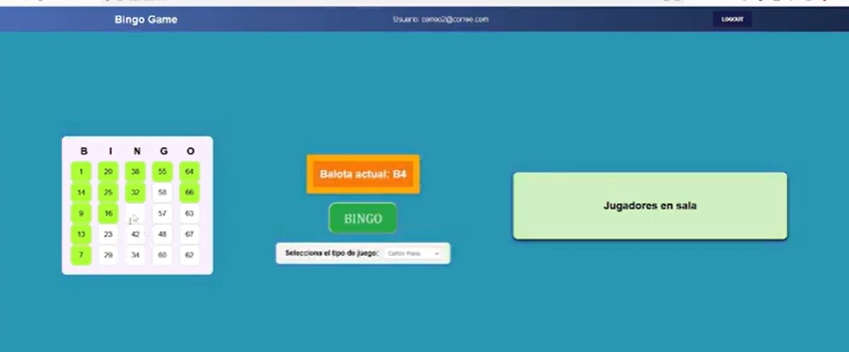 Bingo Game
Usuario: correo2@correo.com
LOGOUT
B I N G O
1 20 38 55 64
14 25 32 58 66
9 16 57 63
13 23 42 48 67
7 29 34 60 62
Balota actual: B4
BINGO
Selecciona el tipo de juego: Cartón Pleno
Jugadores en sala